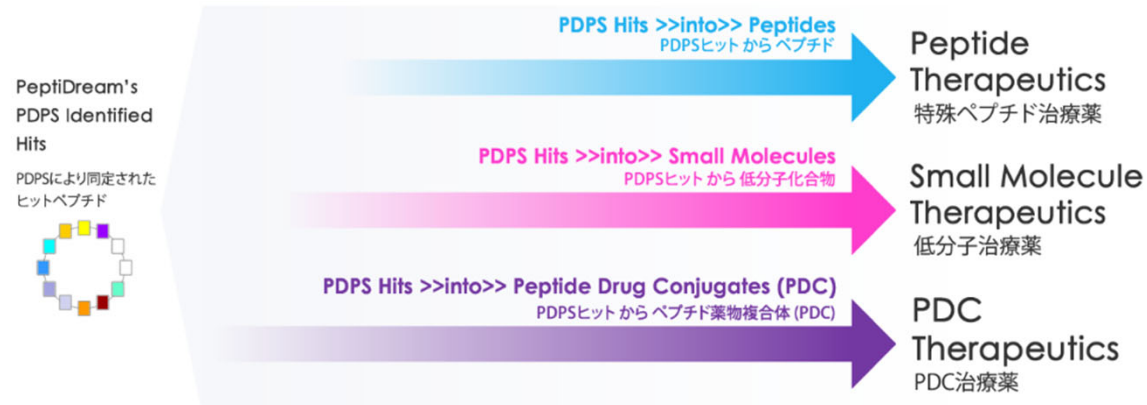 PeptiDream's
PDPS Identified
Hits
PDPSにより同定された
ヒットペプチド
PDPS Hits >>into>> Peptides
PDPSヒット から ペプチド
Peptide
Therapeutics
特殊ペプチド治療薬
PDPS Hits >>into>> Small Molecules
PDPSヒット から 低分子化合物
Small Molecule
Therapeutics
低分子治療薬
PDPS Hits >>into>> Peptide Drug Conjugates (PDC)
PDPSヒット から ペプチド薬物複合体 (PDC)
PDC
Therapeutics
PDC治療薬